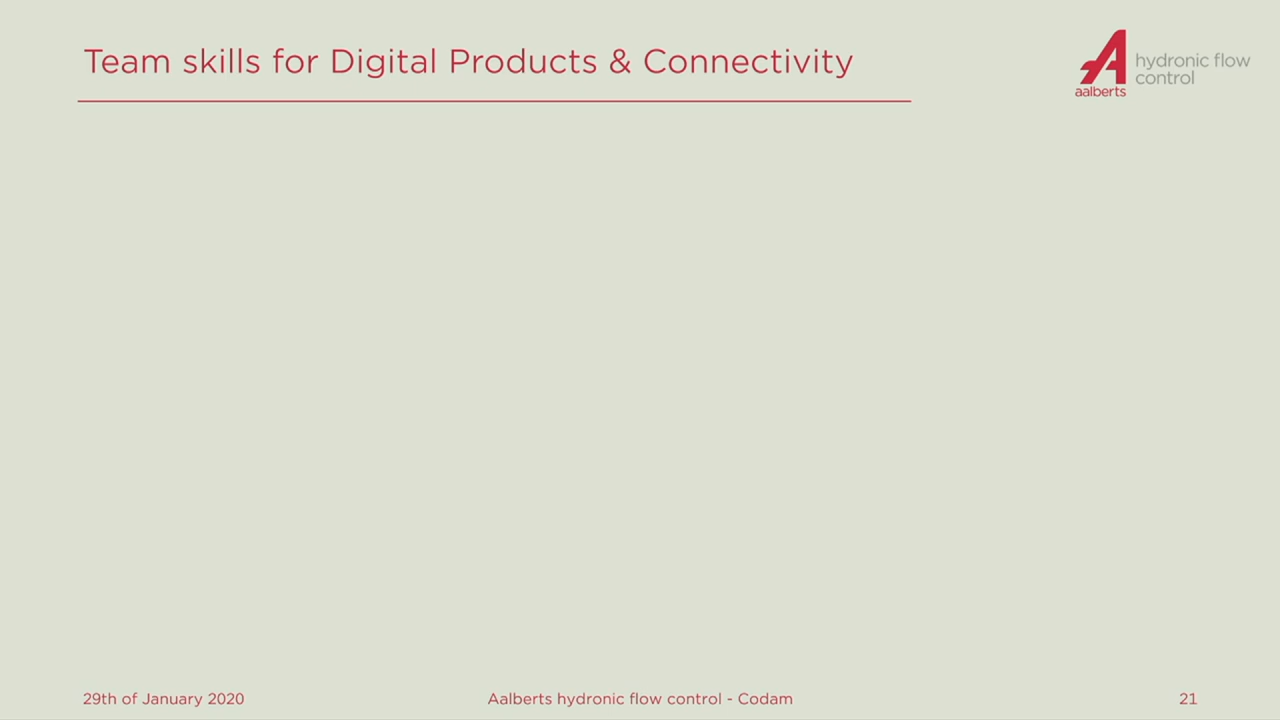 Team skills for Digital Products & Connectivity
hydronic flow
control
aalberts
29th of January 2020
Aalberts hydronic flow control - Codam
21